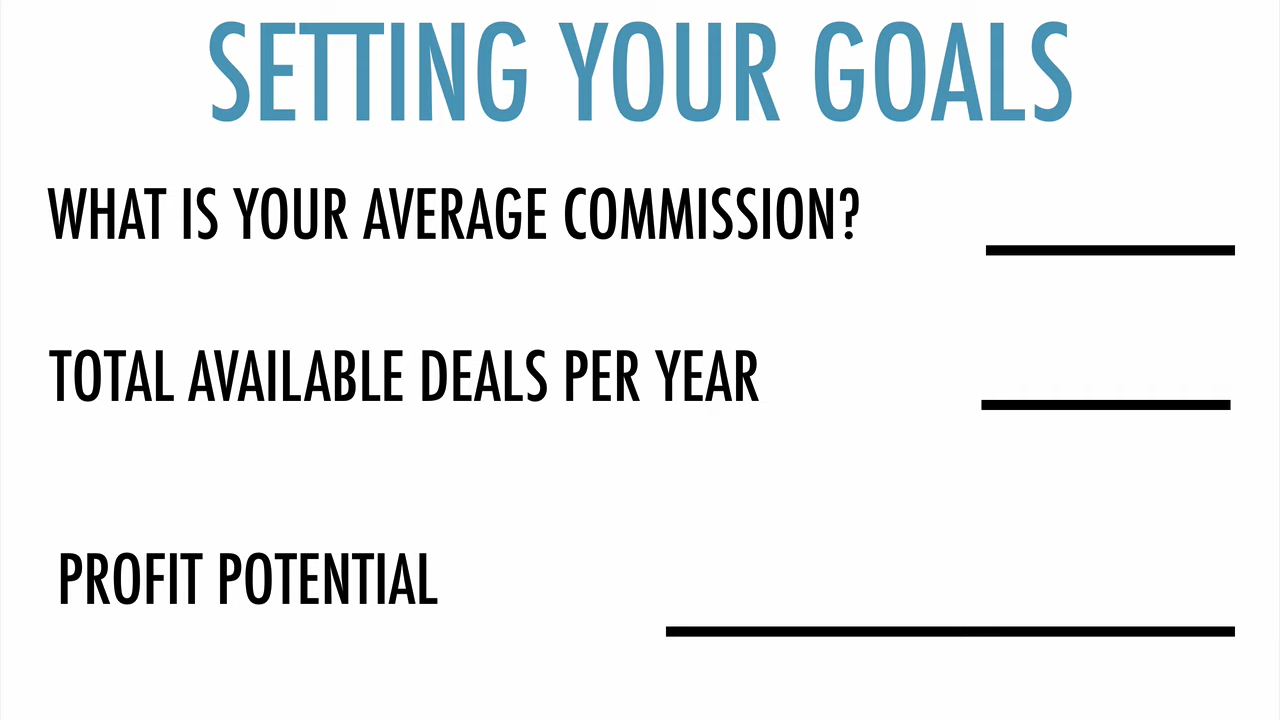 SETTING YOUR GOALS
WHAT IS YOUR AVERAGE COMMISSION?
TOTAL AVAILABLE DEALS PER YEAR
PROFIT POTENTIAL